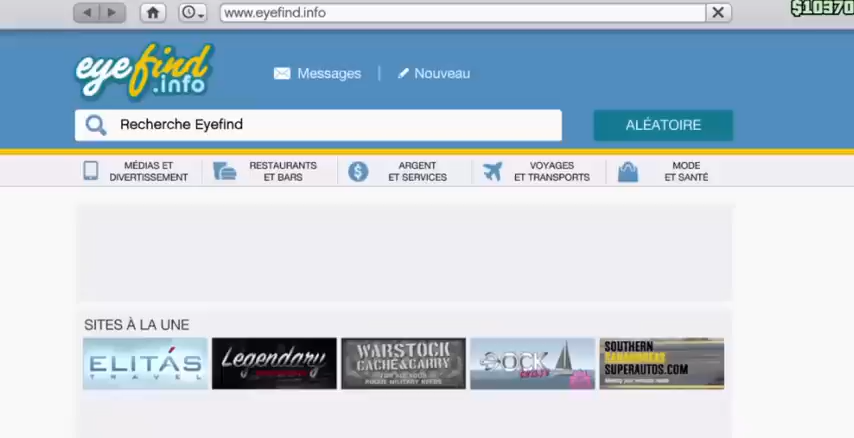 www.eyefind.info
$10370
eyefind
.info
Messages
Nouveau
Recherche Eyefind
ALÉATOIRE
MÉDIAS ET
DIVERTISSEMENT
RESTAURANTS
ET BARS
ARGENT
ET SERVICES
VOYAGES
ET TRANSPORTS
MODE
ET SANTÉ
SITES À LA UNE
ELITÁS
TRAVEL
Legendary
WARSTOCK
CACHE & CARRY
DOCK
SOUTHERN
SUPERAUTOS.COM